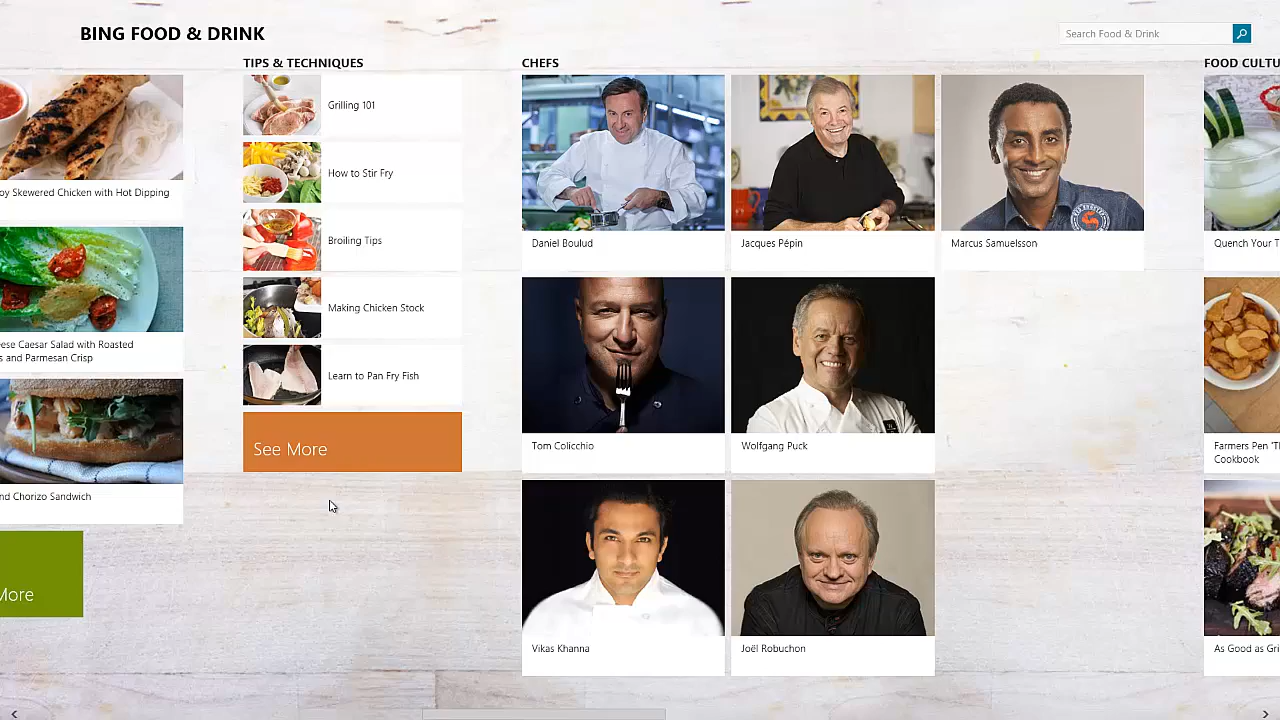 BING FOOD & DRINK
Search Food & Drink
oy Skewered Chicken with Hot Dipping
ese Caesar Salad with Roasted
s and Parmesan Crisp
nd Chorizo Sandwich
More
TIPS & TECHNIQUES
Grilling 101
How to Stir Fry
Broiling Tips
Making Chicken Stock
Learn to Pan Fry Fish
See More
CHEFS
Daniel Boulud
Jacques Pépin
Marcus Samuelsson
Tom Colicchio
Wolfgang Puck
Vikas Khanna
Joël Robuchon
FOOD CULTU
Quench Your T
Farmers Pen 'T
Cookbook
As Good as Gri